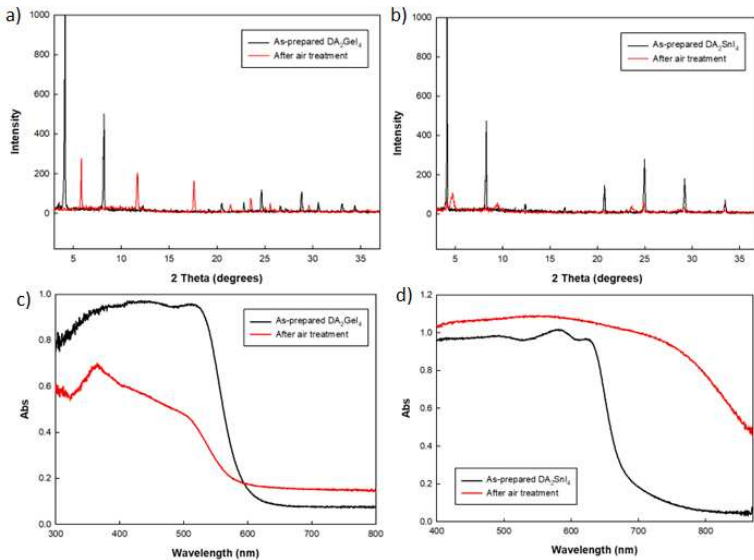 a)
1000
800
600
400
200
0
Intensity
As-prepared DA₂GeI₄
After air treatment
5 10 15 20 25 30 35
2 Theta (degrees)
b)
1000
800
600
400
200
0
Intensity
As-prepared DA₂SnI₄
After air treatment
5 10 15 20 25 30 35
2 Theta (degrees)
c)
1.0
0.8
0.6
0.4
0.2
0.0
Abs
As-prepared DA₂GeI₄
After air treatment
300 400 500 600 700 800
Wavelength (nm)
d)
1.2
1.0
0.8
0.6
0.4
0.2
0.0
Abs
As-prepared DA₂SnI₄
After air treatment
400 500 600 700 800
Wavelength (nm)